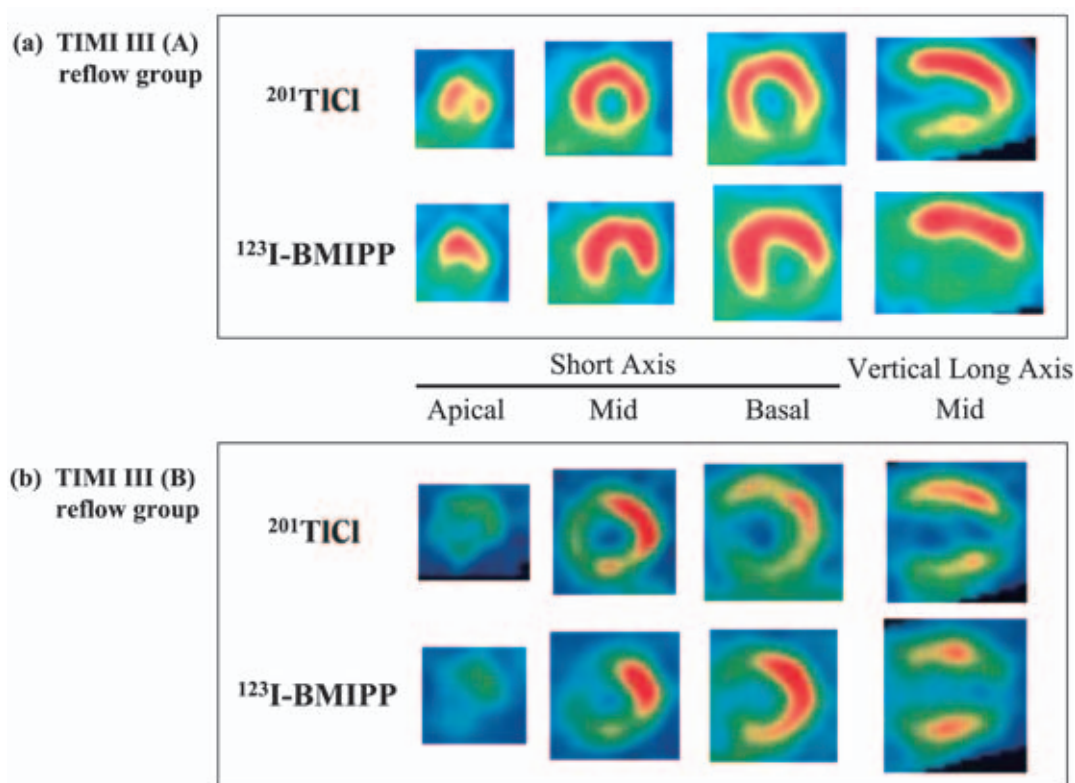 (a) TIMI III (A)
reflow group
²⁰¹TlCl
¹²³I-BMIPP
Short Axis
Vertical Long Axis
Apical
Mid
Basal
Mid
(b) TIMI III (B)
reflow group
²⁰¹TlCl
¹²³I-BMIPP